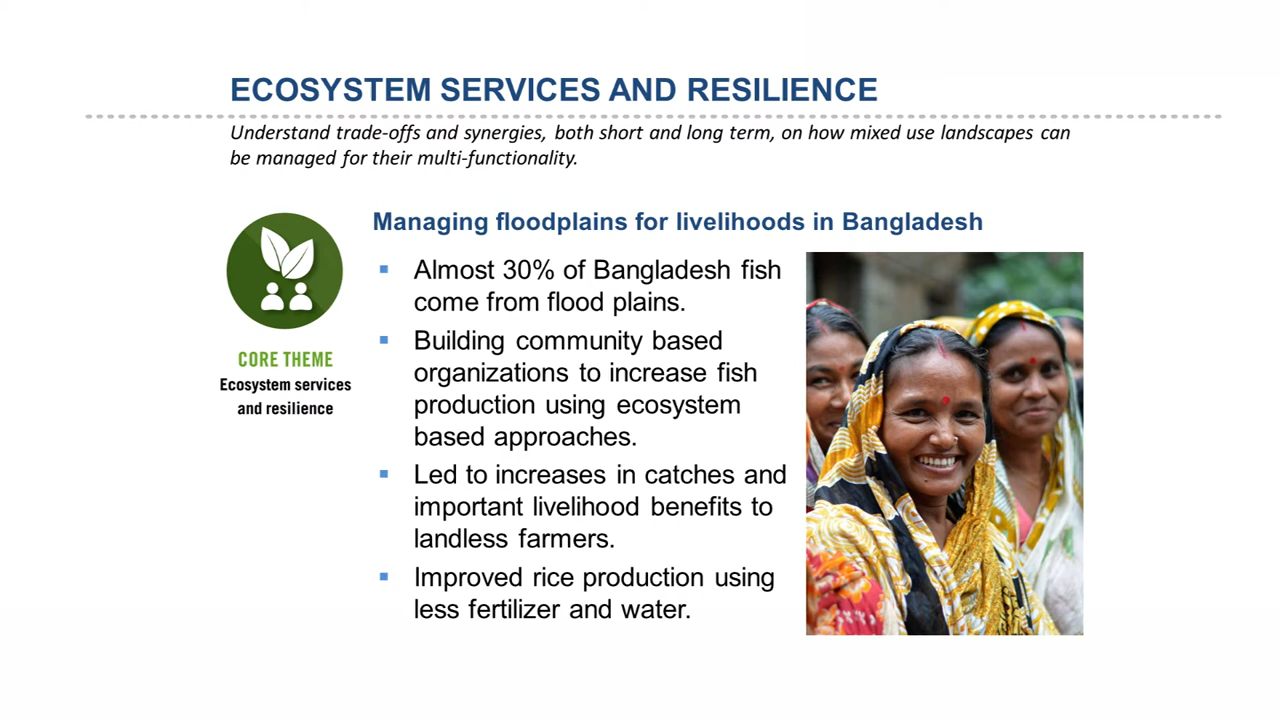 ECOSYSTEM SERVICES AND RESILIENCE
Understand trade-offs and synergies, both short and long term, on how mixed use landscapes can
be managed for their multi-functionality.
Managing floodplains for livelihoods in Bangladesh
CORE THEME
Ecosystem services
and resilience
▪ Almost 30% of Bangladesh fish
come from flood plains.
▪ Building community based
organizations to increase fish
production using ecosystem
based approaches.
▪ Led to increases in catches and
important livelihood benefits to
landless farmers.
▪ Improved rice production using
less fertilizer and water.